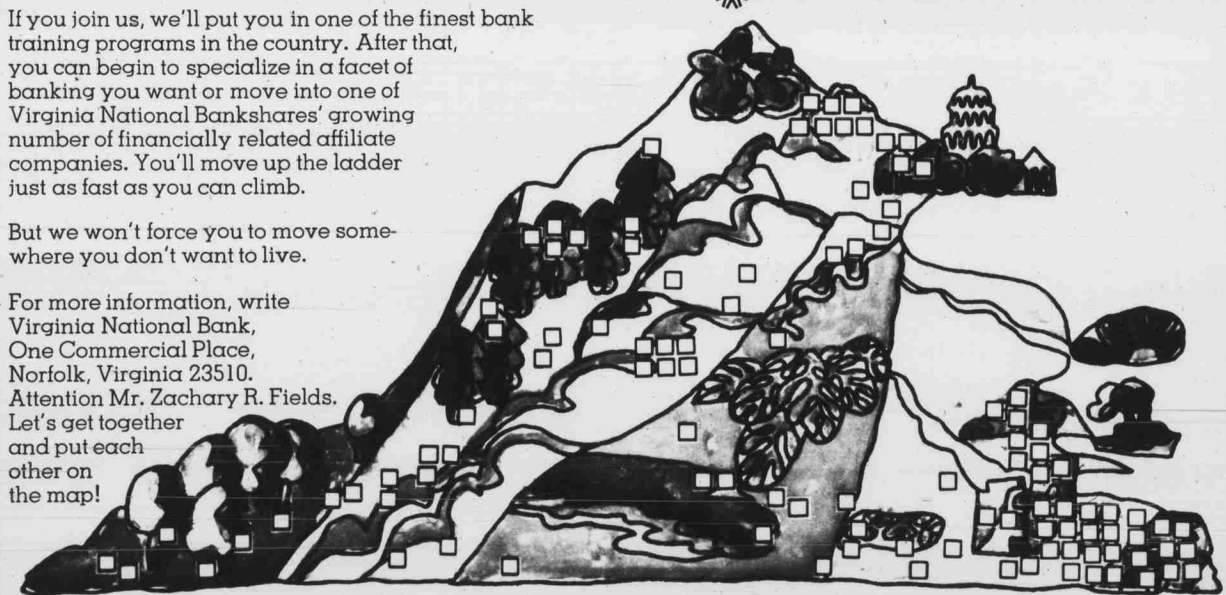 If you join us, we'll put you in one of the finest bank
training programs in the country. After that,
you can begin to specialize in a facet of
banking you want or move into one of
Virginia National Bankshares' growing
number of financially related affiliate
companies. You'll move up the ladder
just as fast as you can climb.
But we won't force you to move some-
where you don't want to live.
For more information, write
Virginia National Bank,
One Commercial Place,
Norfolk, Virginia 23510.
Attention Mr. Zachary R. Fields.
Let's get together
and put each
other on
the map!